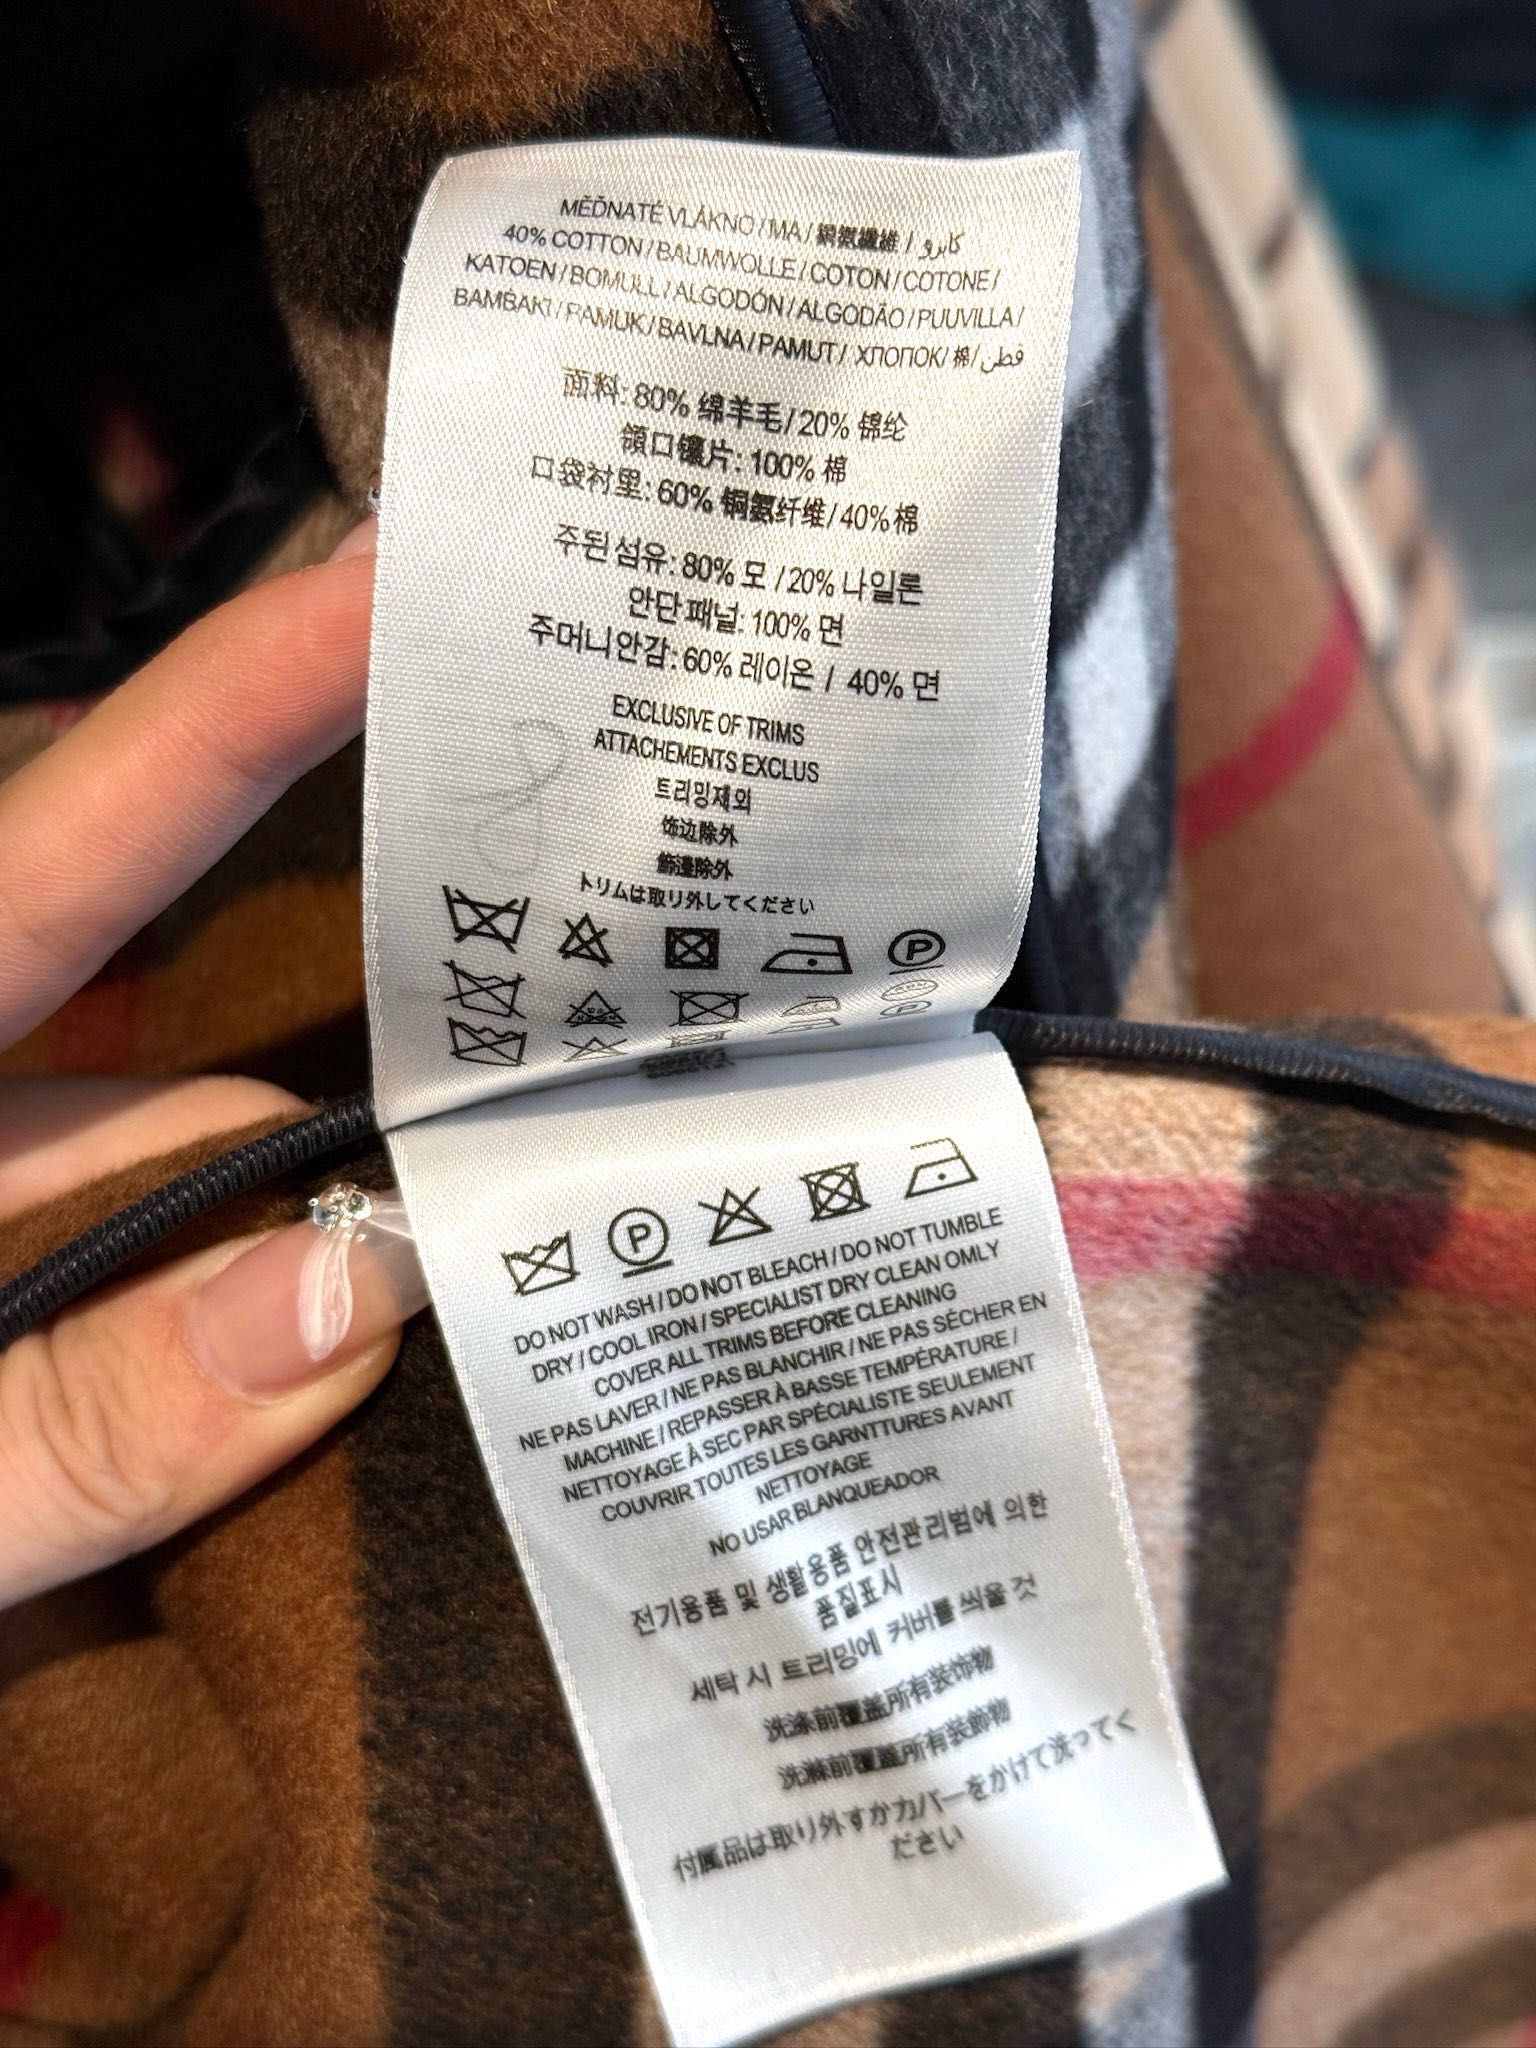 MĚĎNATÉ VLÁKNO / MA / 銅氨纖維 / كابرو
40% COTTON / BAUMWOLLE / COTON / COTONE /
KATOEN / BOMULL / ALGODÓN / ALGODÃO / PUUVILLA /
BAMBAKI / PAMUK / BAVLNA / PAMUT / ХЛОПОК / 棉 / قطن
面料: 80% 绵羊毛 / 20% 锦纶
領口镶片: 100% 棉
口袋衬里: 60% 铜氨纤维 / 40% 棉
주된섬유: 80% 모 / 20% 나일론
안단패널: 100% 면
주머니안감: 60% 레이온 / 40% 면
EXCLUSIVE OF TRIMS
ATTACHEMENTS EXCLUS
트리밍제외
饰边除外
飾邊除外
トリムは取り外してください
P
P
DO NOT WASH / DO NOT BLEACH / DO NOT TUMBLE
DRY / COOL IRON / SPECIALIST DRY CLEAN OMLY
COVER ALL TRIMS BEFORE CLEANING
NE PAS LAVER / NE PAS BLANCHIR / NE PAS SÉCHER EN
MACHINE / REPASSER À BASSE TEMPÉRATURE /
NETTOYAGE À SEC PAR SPÉCIALISTE SEULEMENT
COUVRIR TOUTES LES GARNTTURES AVANT
NETTOYAGE
NO USAR BLANQUEADOR
전기용품 및 생활용품 안전관리법에 의한
품질표시
세탁 시 트리밍에 커버를 씌울 것
洗涤前覆盖所有装饰物
洗滌前覆蓋所有装飾物
付属品は取り外すかカバーをかけて洗ってく
ださい